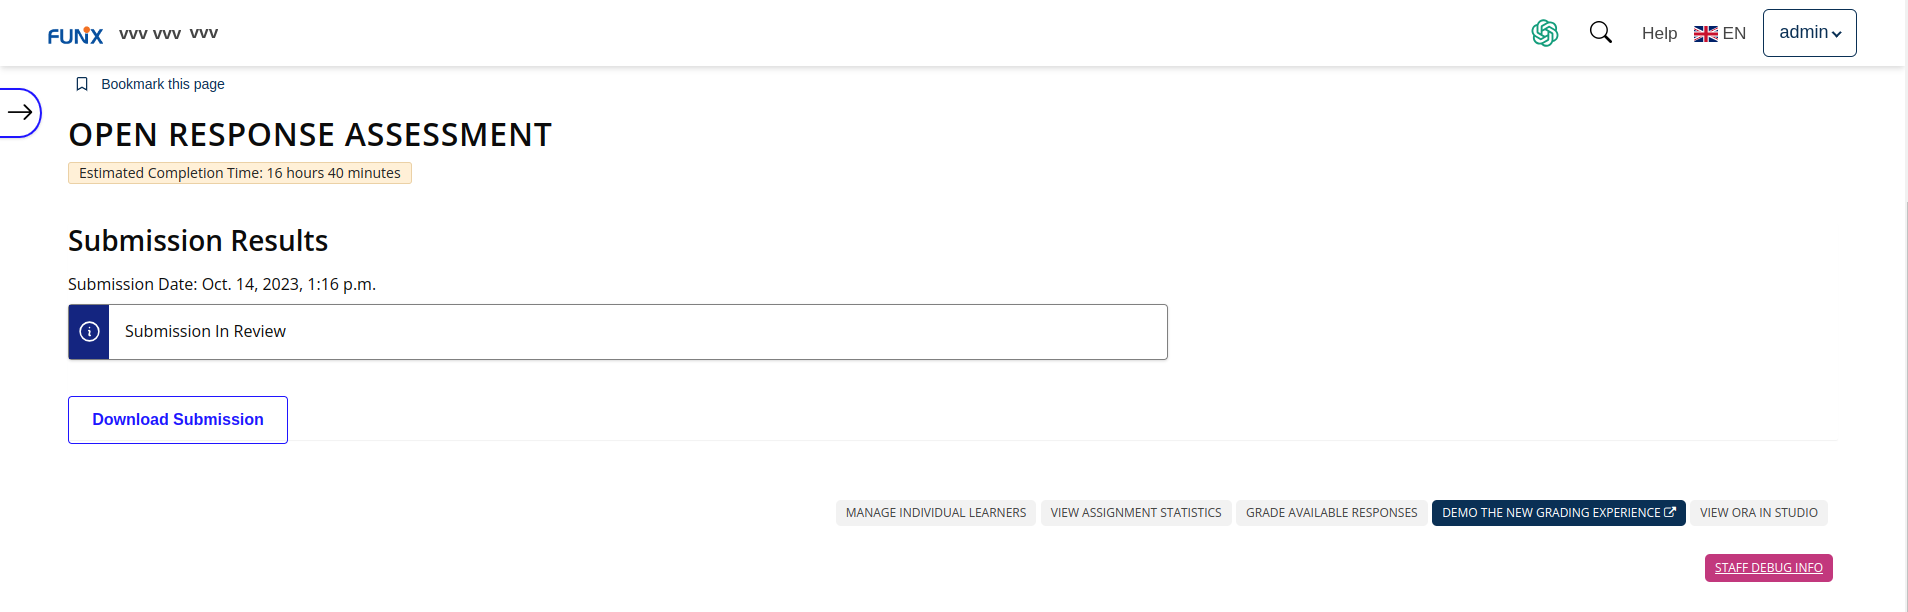 FUNiX vvv vvv vvv Help EN admin
Bookmark this page
OPEN RESPONSE ASSESSMENT
Estimated Completion Time: 16 hours 40 minutes
Submission Results
Submission Date: Oct. 14, 2023, 1:16 p.m.
Submission In Review
Download Submission
MANAGE INDIVIDUAL LEARNERS VIEW ASSIGNMENT STATISTICS GRADE AVAILABLE RESPONSES DEMO THE NEW GRADING EXPERIENCE VIEW ORA IN STUDIO
STAFF DEBUG INFO